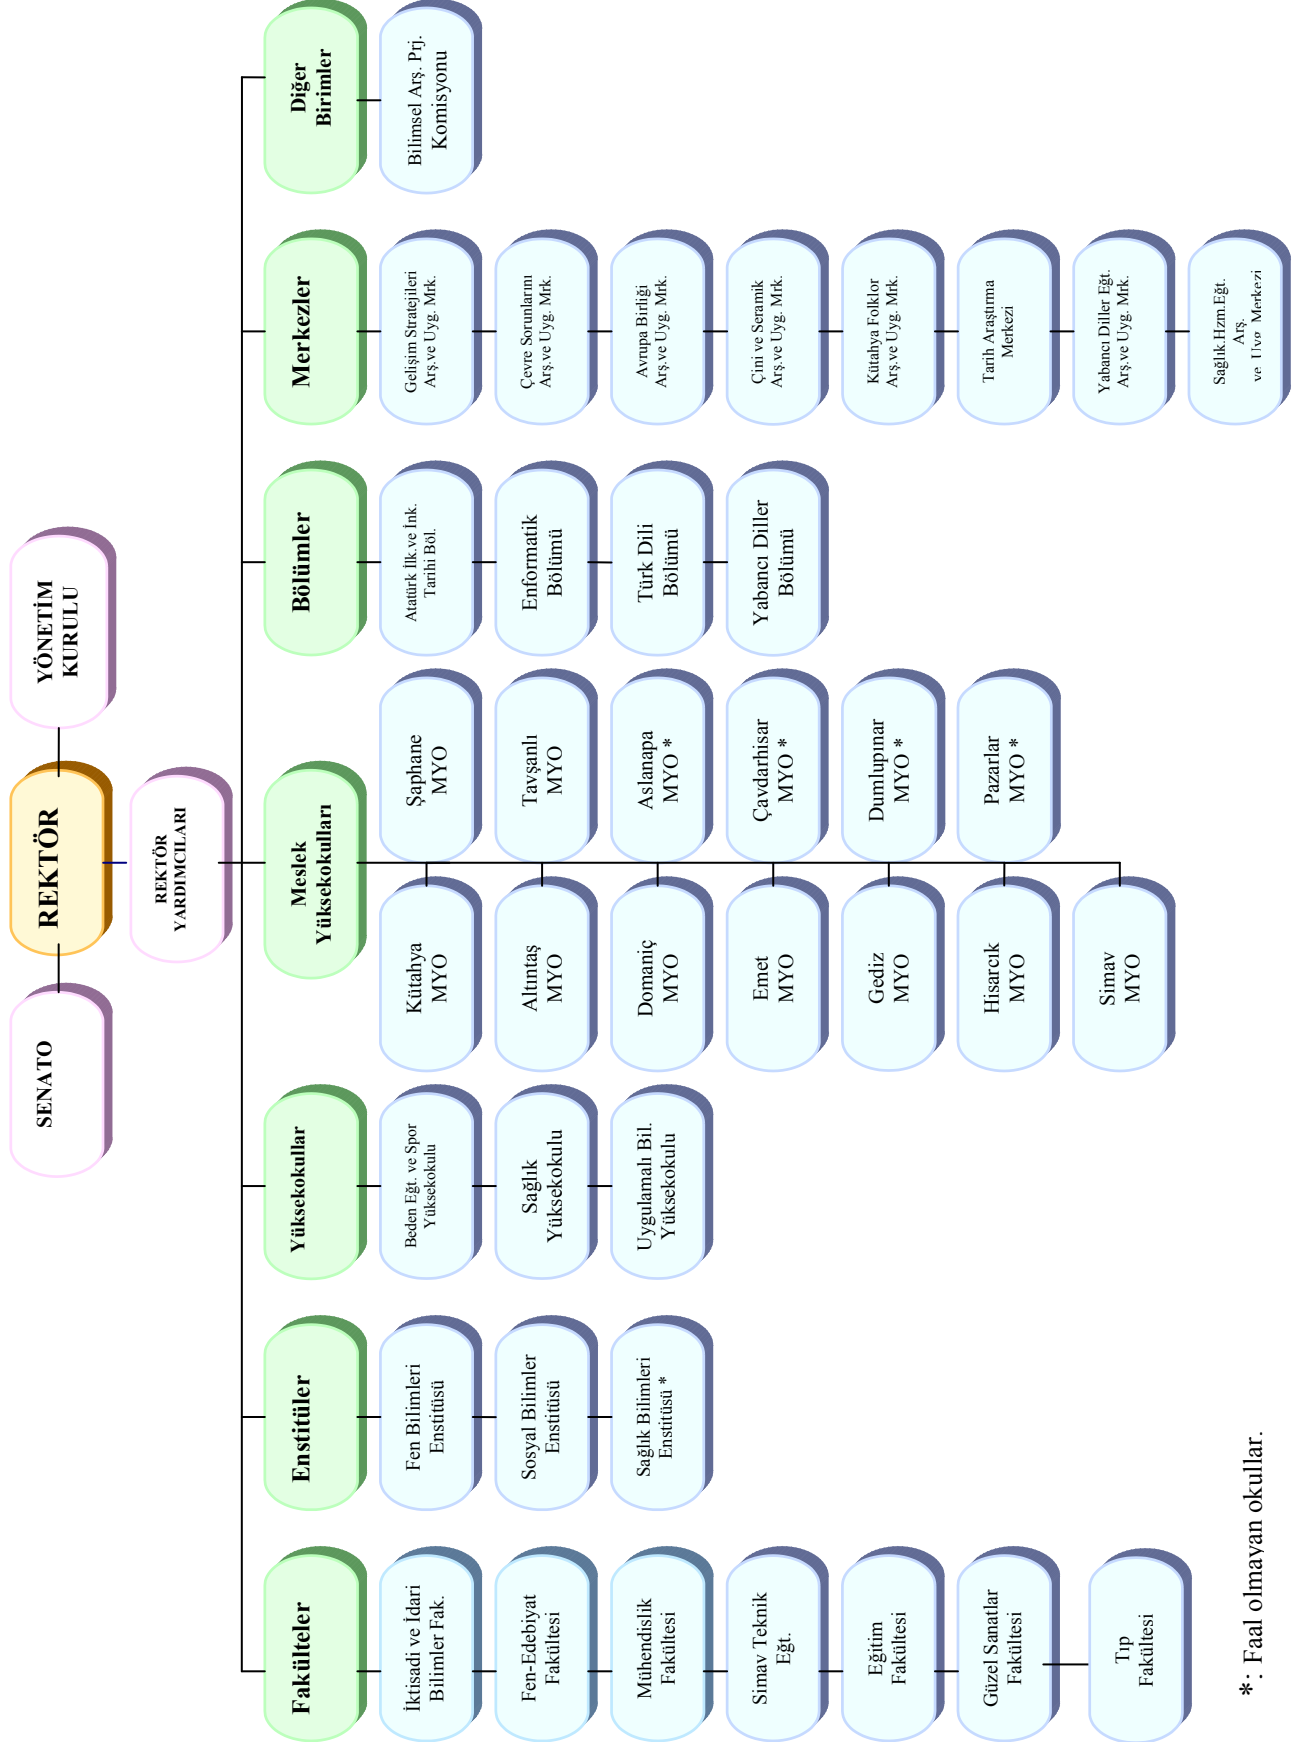 SENATO
REKTÖR
YÖNETİM
KURULU
REKTÖR
YARDIMCILARI
Fakülteler
İktisadi ve İdari
Bilimler Fak.
Fen-Edebiyat
Fakültesi
Mühendislik
Fakültesi
Simav Teknik
Eğt.
Eğitim
Fakültesi
Güzel Sanatlar
Fakültesi
Tıp
Fakültesi
Enstitüler
Fen Bilimleri
Enstitüsü
Sosyal Bilimler
Enstitüsü
Sağlık Bilimleri
Enstitüsü *
Yüksekokullar
Beden Eğt. ve Spor
Yüksekokulu
Sağlık
Yüksekokulu
Uygulamalı Bil.
Yüksekokulu
Meslek
Yüksekokulları
Kütahya
MYO
Altıntaş
MYO
Domaniç
MYO
Emet
MYO
Gediz
MYO
Hisarcık
MYO
Simav
MYO
Şaphane
MYO
Tavşanlı
MYO
Aslanapa
MYO *
Çavdarhisar
MYO *
Dumlupınar
MYO *
Pazarlar
MYO *
Bölümler
Atatürk İlk.ve İnk.
Tarihi Böl.
Enformatik
Bölümü
Türk Dili
Bölümü
Yabancı Diller
Bölümü
Merkezler
Gelişim Stratejileri
Arş.ve Uyg. Mrk.
Çevre Sorunlarını
Arş.ve Uyg. Mrk.
Avrupa Birliği
Arş.ve Uyg. Mrk.
Çini ve Seramik
Arş.ve Uyg. Mrk.
Kütahya Folklor
Arş.ve Uyg. Mrk.
Tarih Araştırma
Merkezi
Yabancı Diller Eğt.
Arş.ve Uyg. Mrk.
Sağlık.Hzm.Eğt.
Arş.
ve Uyg. Merkezi
Diğer
Birimler
Bilimsel Arş. Prj.
Komisyonu
*: Faal olmayan okullar.